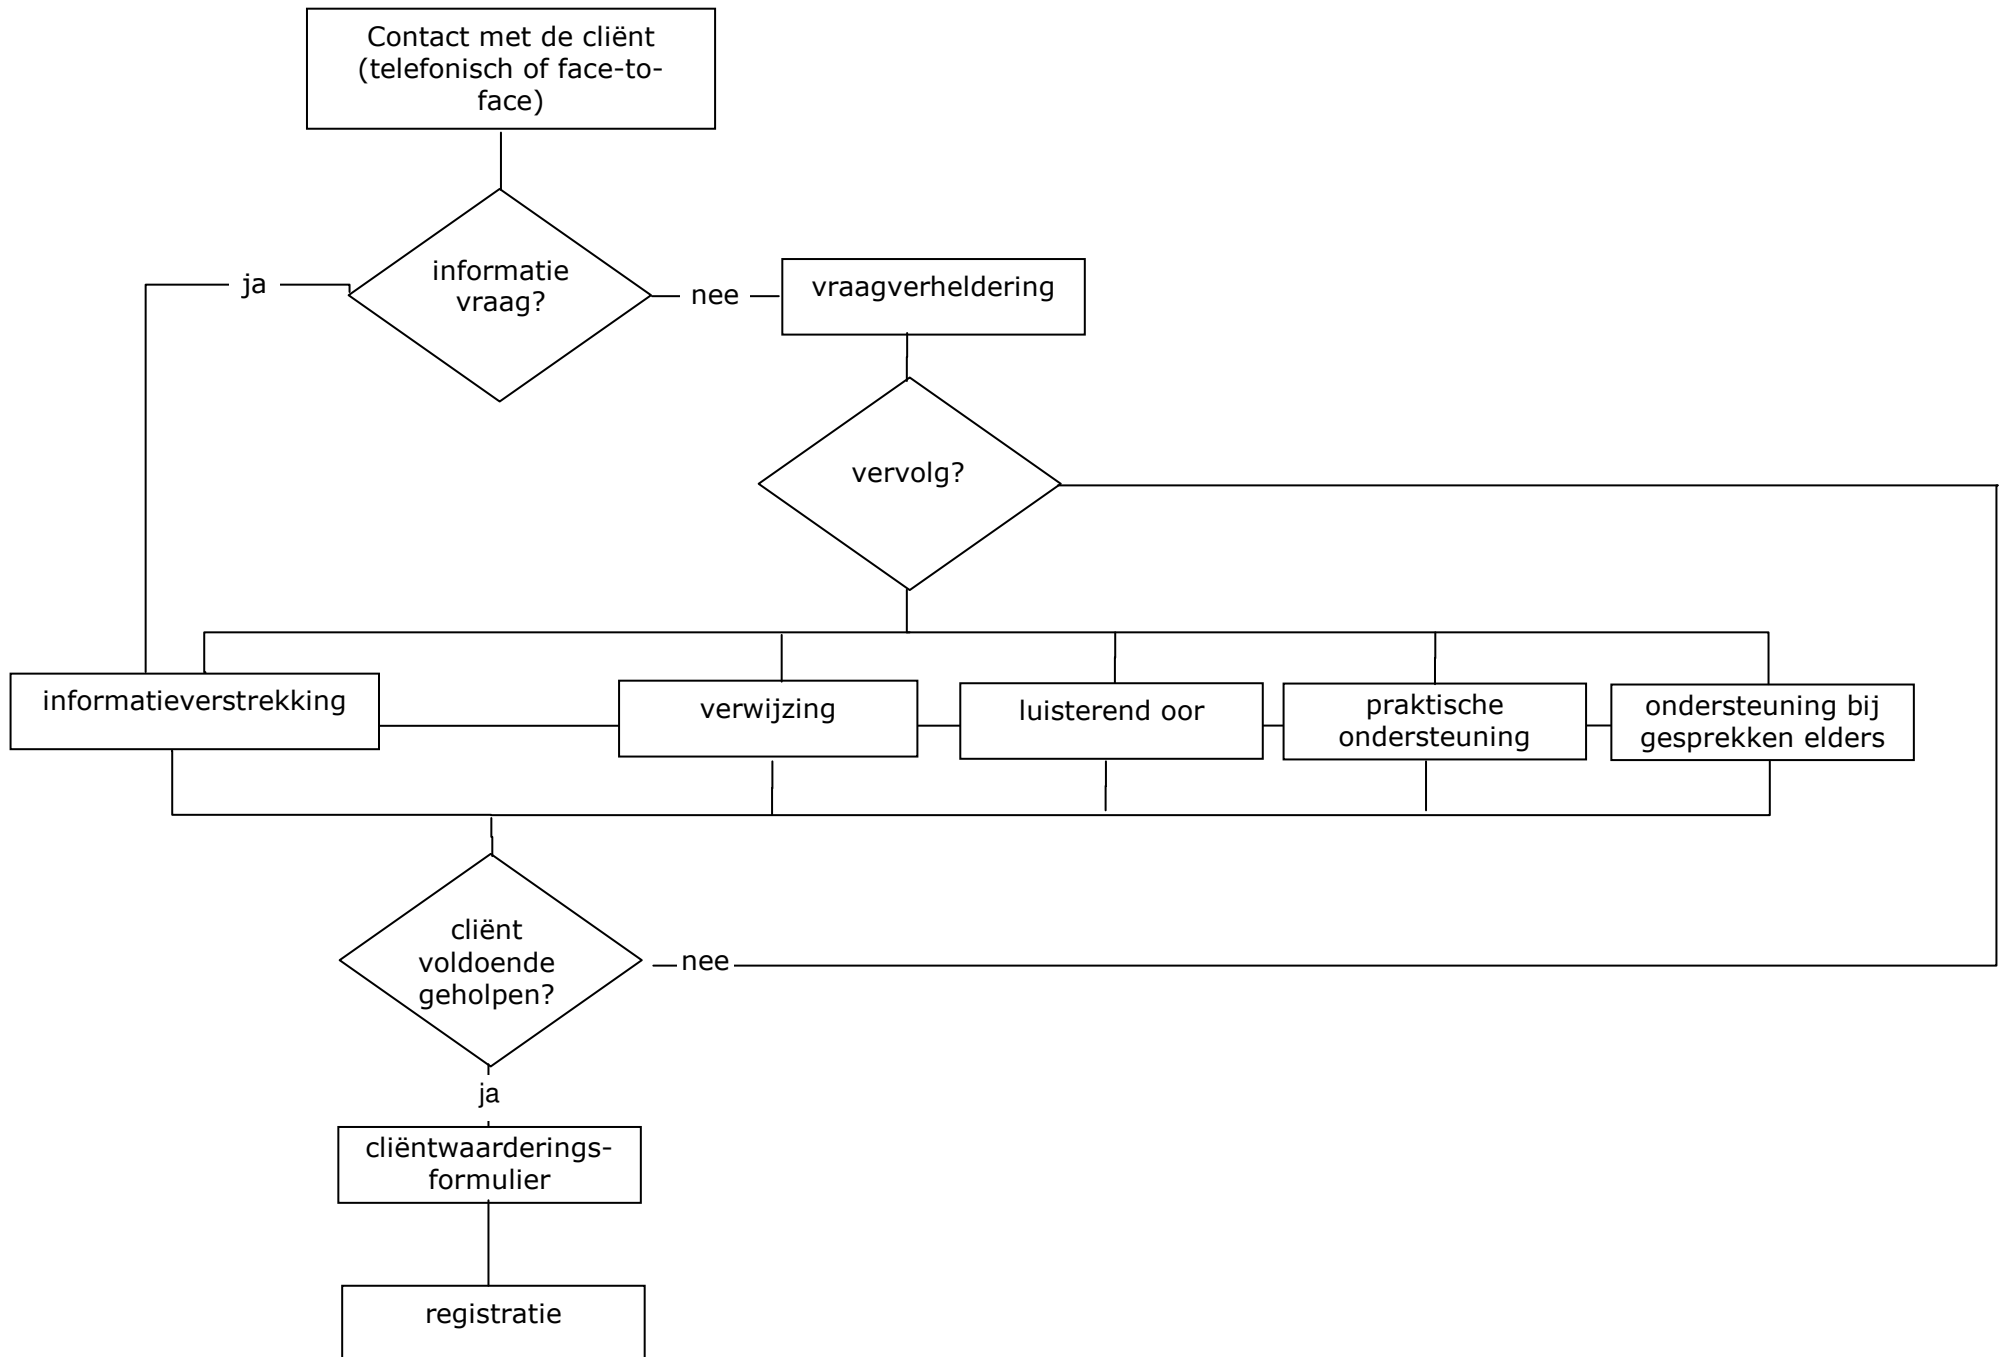 Contact met de cliënt
(telefonisch of face-to-
face)
informatie
vraag?
ja
nee
vraagverheldering
vervolg?
informatieverstrekking
verwijzing
luisterend oor
praktische
ondersteuning
ondersteuning bij
gesprekken elders
cliënt
voldoende
geholpen?
nee
ja
cliëntwaarderings-
formulier
registratie